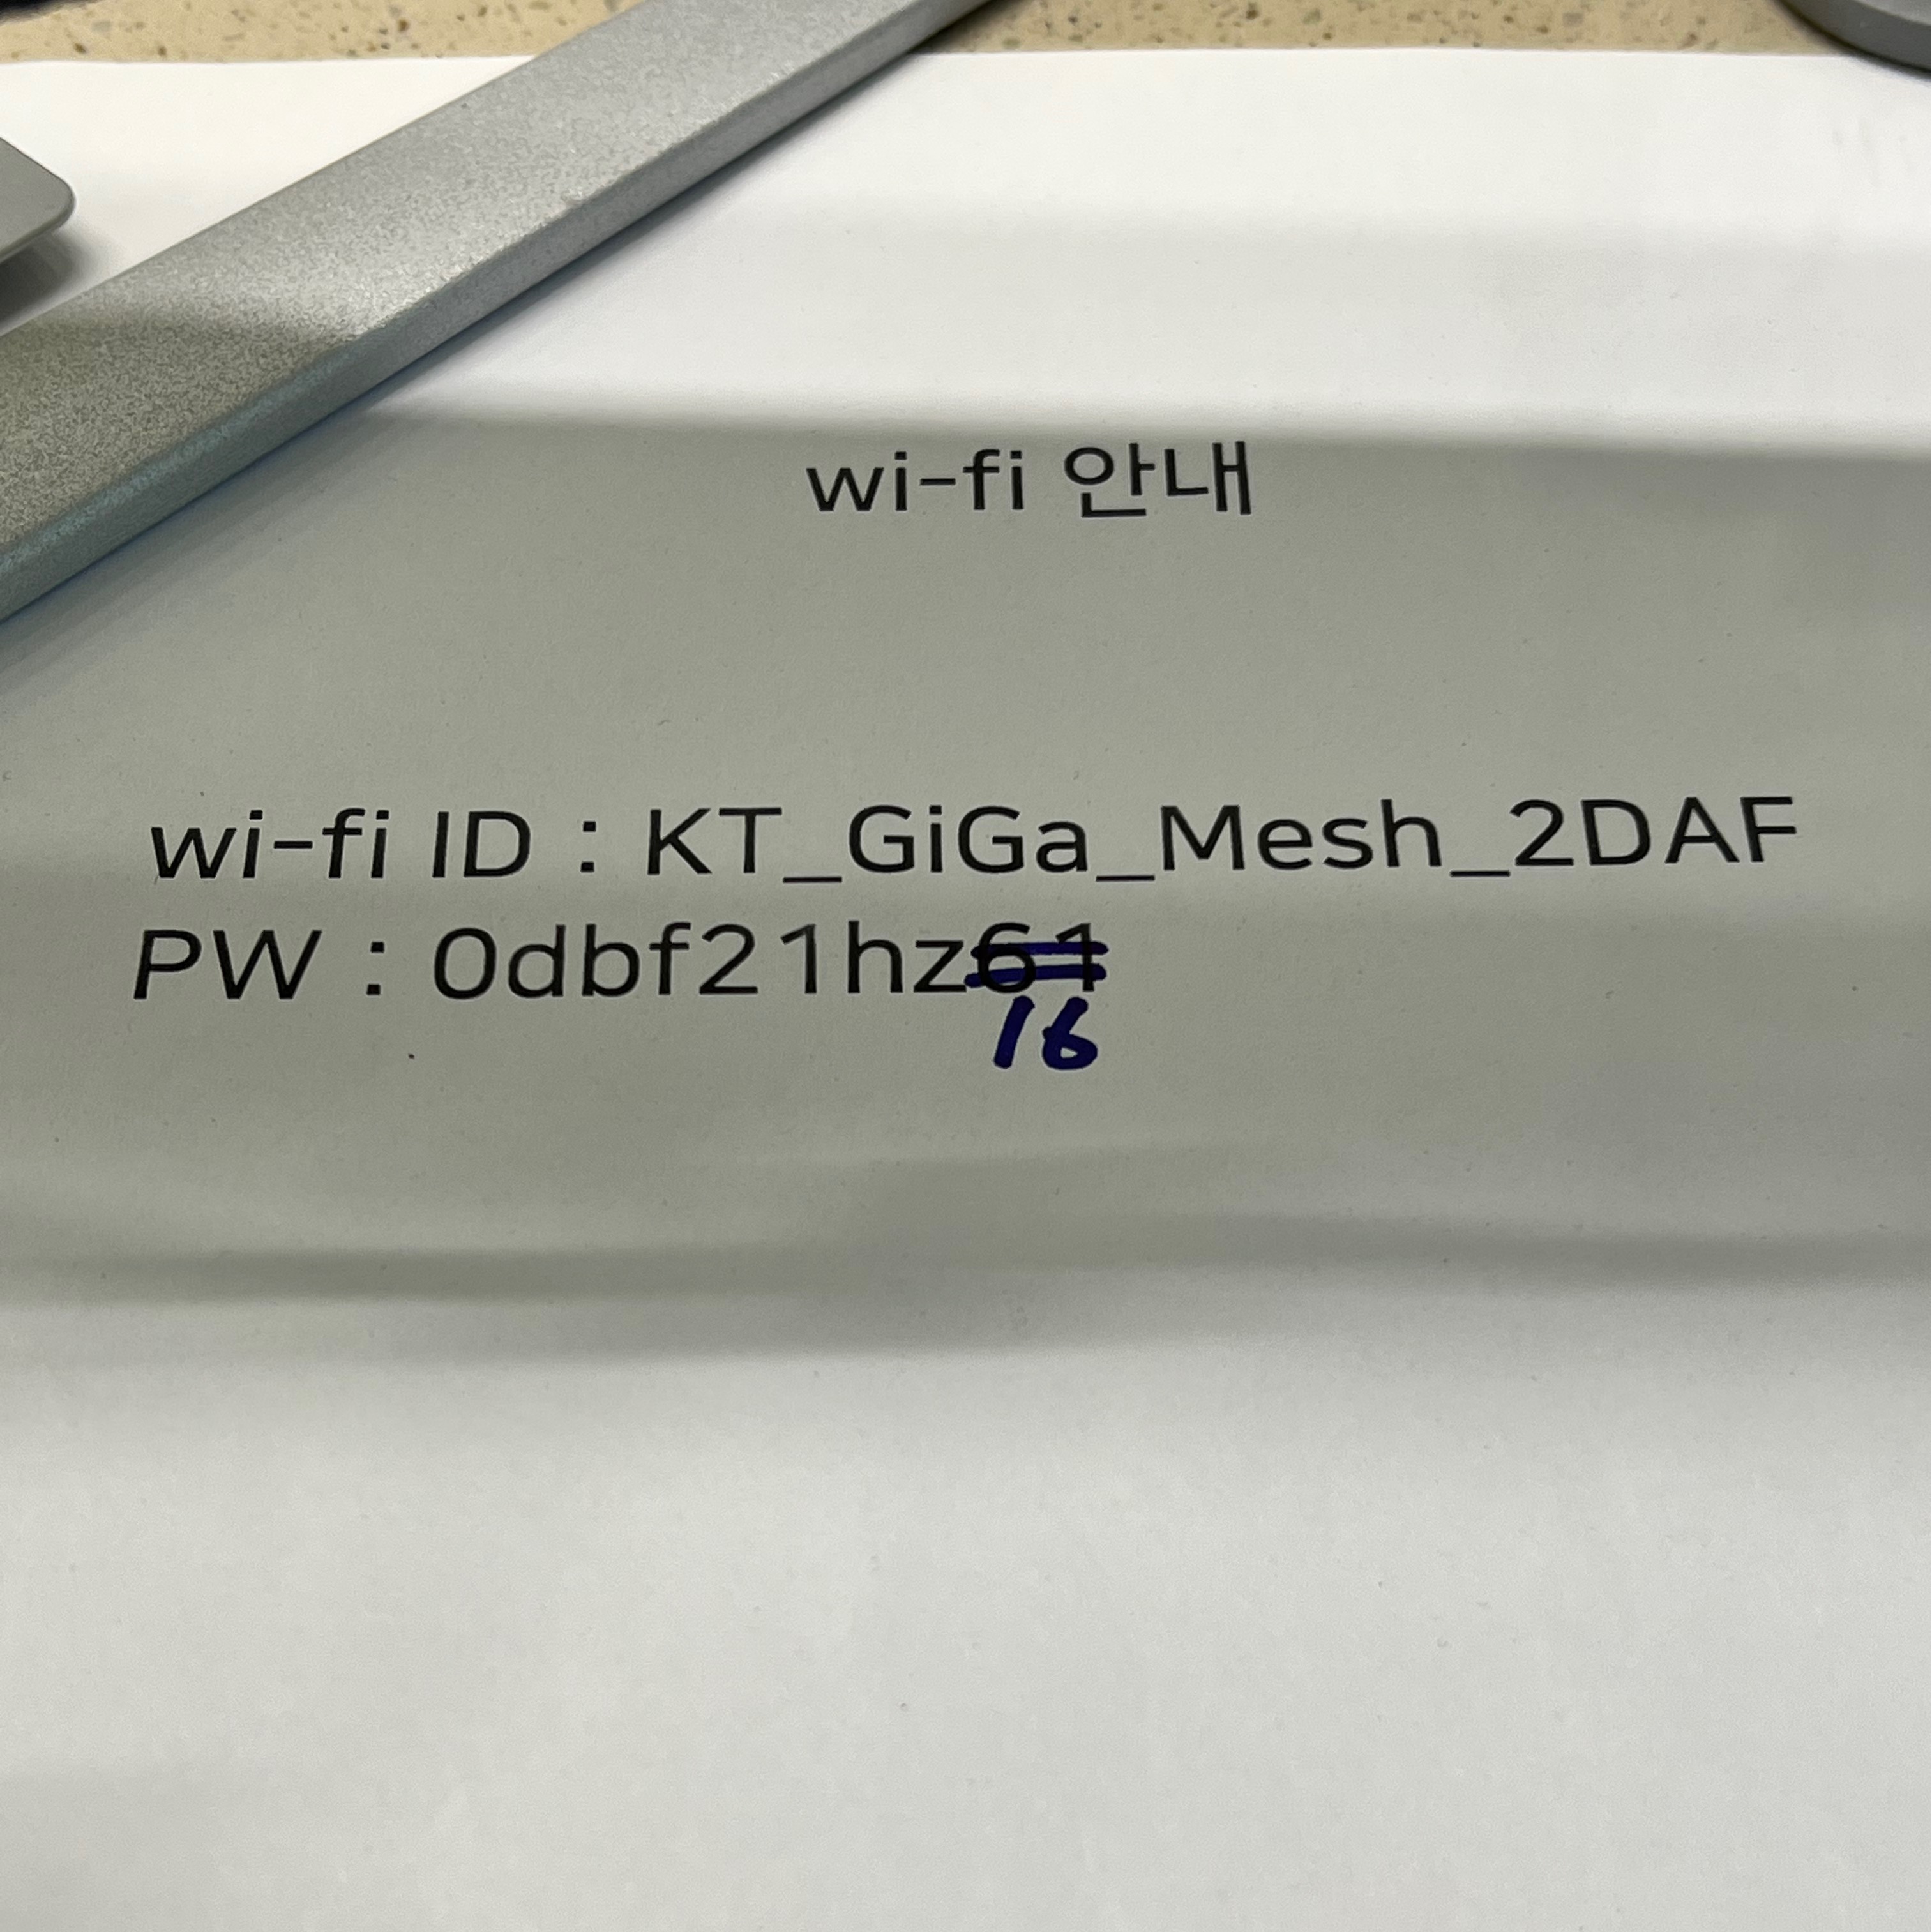 wi-fi 안내
wi-fi ID : KT_GiGa_Mesh_2DAF
PW : 0dbf21hz61
16